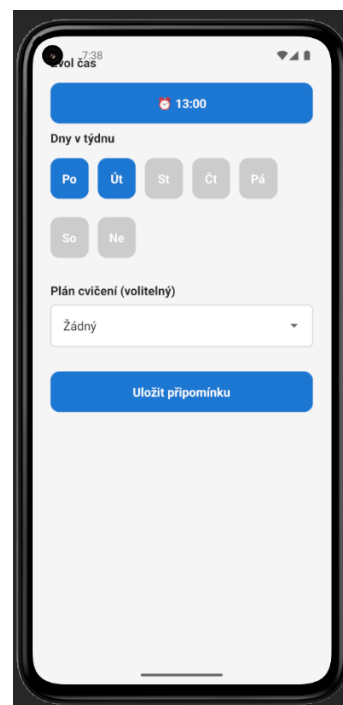 7:38
Zvol čas
⏰ 13:00
Dny v týdnu
Po Út St Čt Pá
So Ne
Plán cvičení (volitelný)
Žádný
Uložit připomínku